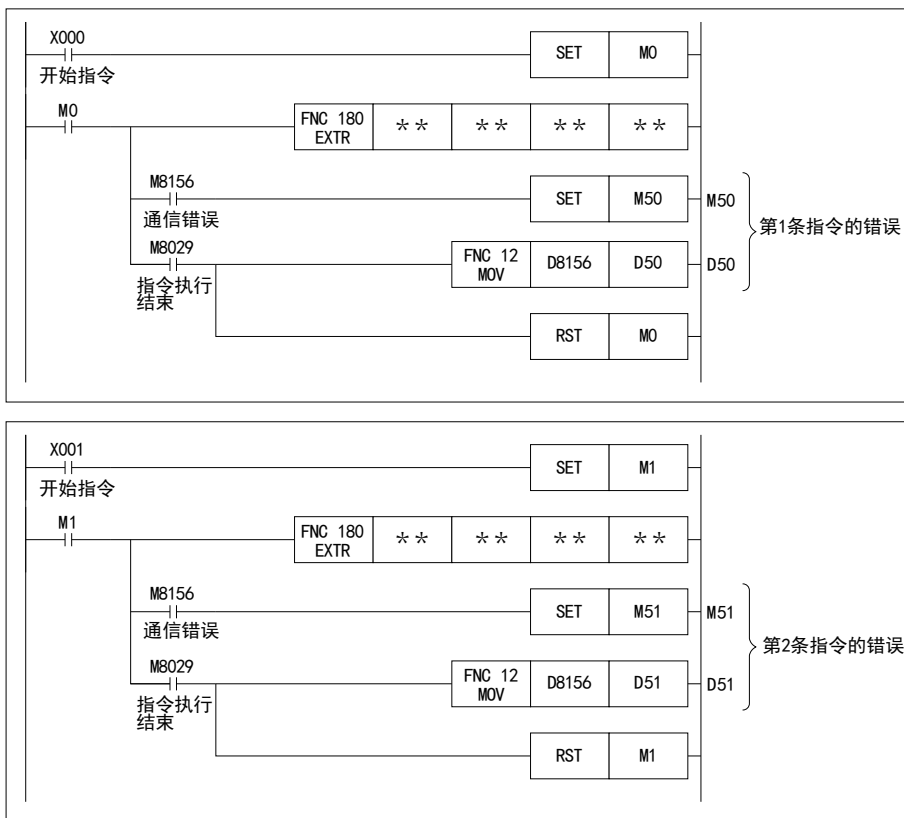 X000
开始指令
SET M0
M0
FNC 180
EXTR
** ** ** **
M8156
通信错误
SET M50
M50
第1条指令的错误
M8029
指令执行
结束
FNC 12
MOV
D8156 D50
D50
RST M0
X001
开始指令
SET M1
M1
FNC 180
EXTR
** ** ** **
M8156
通信错误
SET M51
M51
第2条指令的错误
M8029
指令执行
结束
FNC 12
MOV
D8156 D51
D51
RST M1